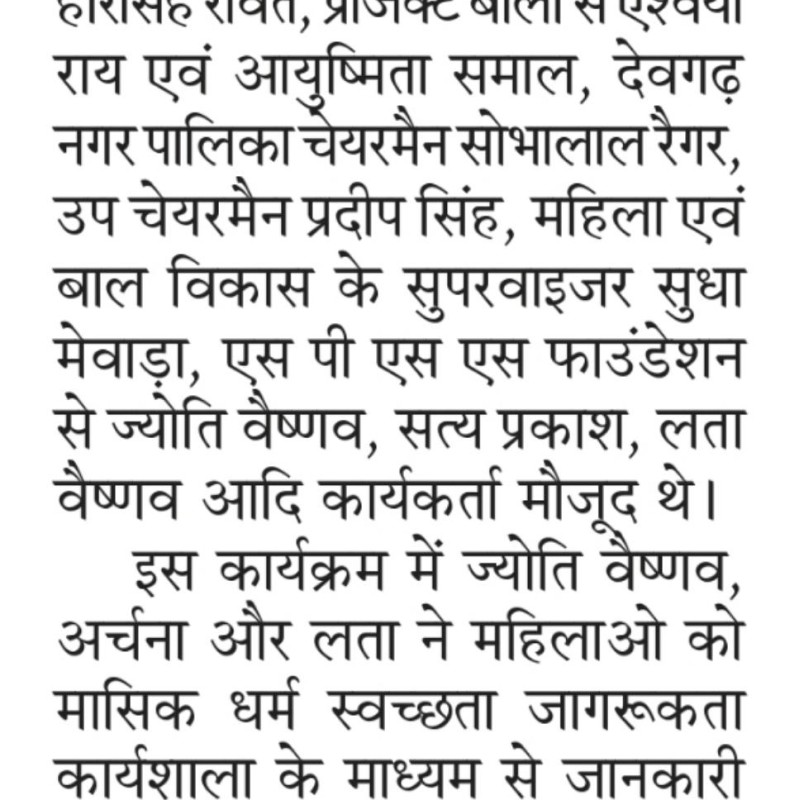 हीरासिंह रावत, प्रोजेक्ट बाला से ऐश्वर्या
राय एवं आयुष्मिता समाल, देवगढ़
नगर पालिका चेयरमैन सोभालाल रैगर,
उप चेयरमैन प्रदीप सिंह, महिला एवं
बाल विकास के सुपरवाइजर सुधा
मेवाड़ा, एस पी एस एस फाउंडेशन
से ज्योति वैष्णव, सत्य प्रकाश, लता
वैष्णव आदि कार्यकर्ता मौजूद थे।
इस कार्यक्रम में ज्योति वैष्णव,
अर्चना और लता ने महिलाओ को
मासिक धर्म स्वच्छता जागरूकता
कार्यशाला के माध्यम से जानकारी